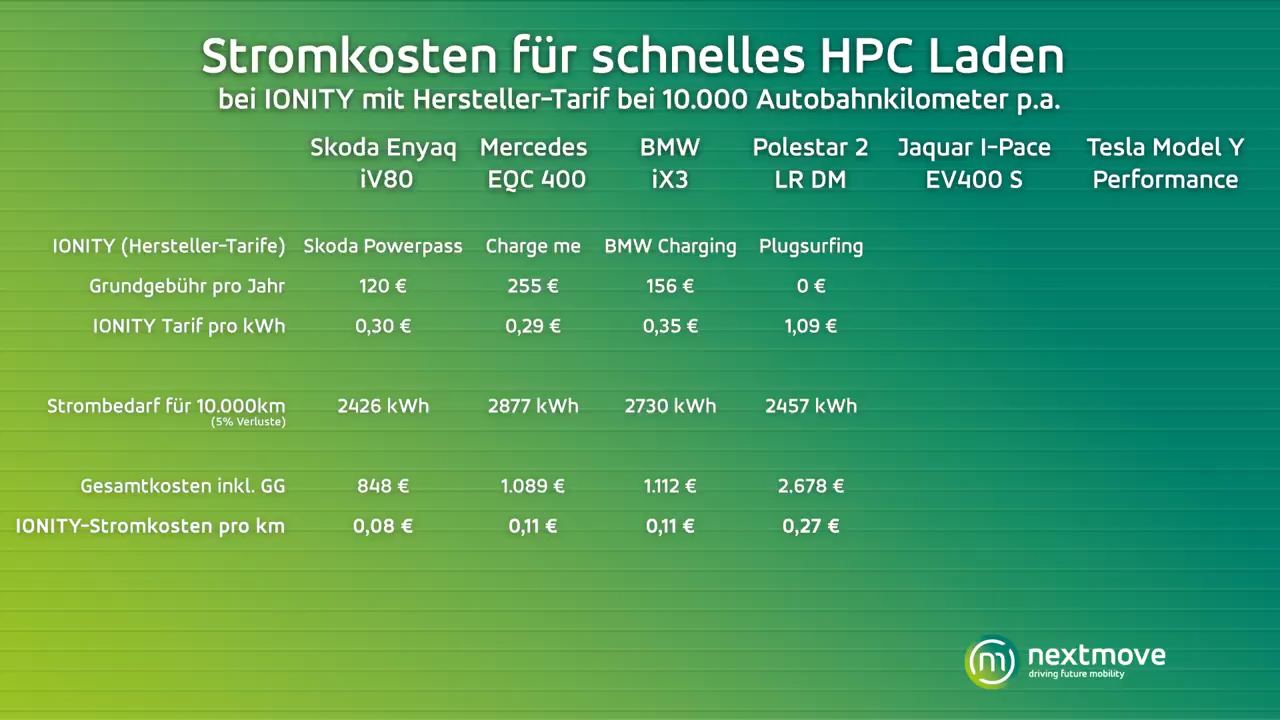 Stromkosten für schnelles HPC Laden
bei IONITY mit Hersteller-Tarif bei 10.000 Autobahnkilometer p.a.
Skoda Enyaq Mercedes BMW Polestar 2 Jaquar I-Pace Tesla Model Y
iV80 EQC 400 iX3 LR DM EV400 S Performance
IONITY (Hersteller-Tarife) Skoda Powerpass Charge me BMW Charging Plugsurfing
Grundgebühr pro Jahr 120 € 255 € 156 € 0 €
IONITY Tarif pro kWh 0,30 € 0,29 € 0,35 € 1,09 €
Strombedarf für 10.000km 2426 kWh 2877 kWh 2730 kWh 2457 kWh
(5% Verluste)
Gesamtkosten inkl. GG 848 € 1.089 € 1.112 € 2.678 €
IONITY-Stromkosten pro km 0,08 € 0,11 € 0,11 € 0,27 €
nextmove
driving future mobility